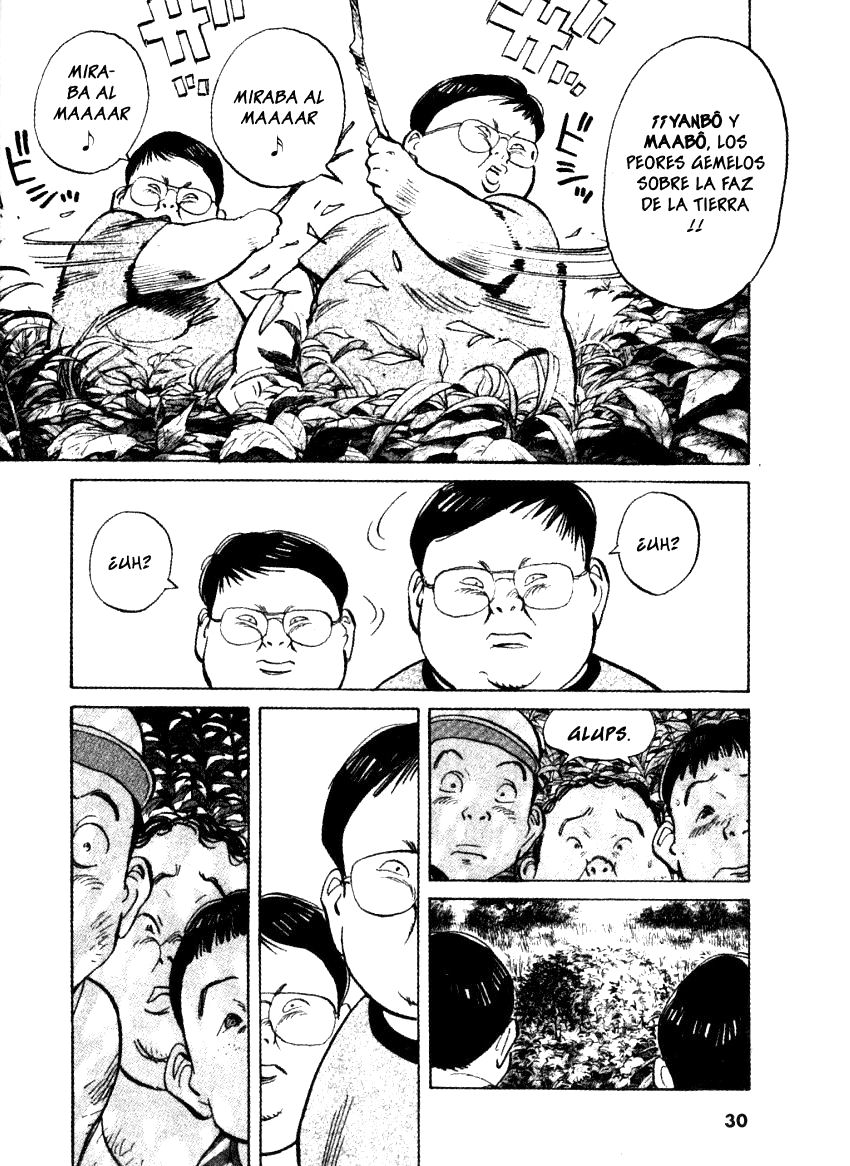 ¡¡YANBÔ Y
MAABÔ, LOS
PEORES GEMELOS
SOBRE LA FAZ
DE LA TIERRA
!!
MIRABA AL
MAAAAR
♪
MIRA-
BA AL
MAAAAR
♪
¿UH?
¿UH?
GLUPS.
30